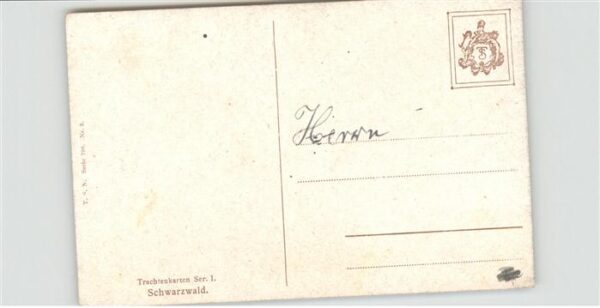 Herrn
Trachtenkarten Ser. I.
Schwarzwald.